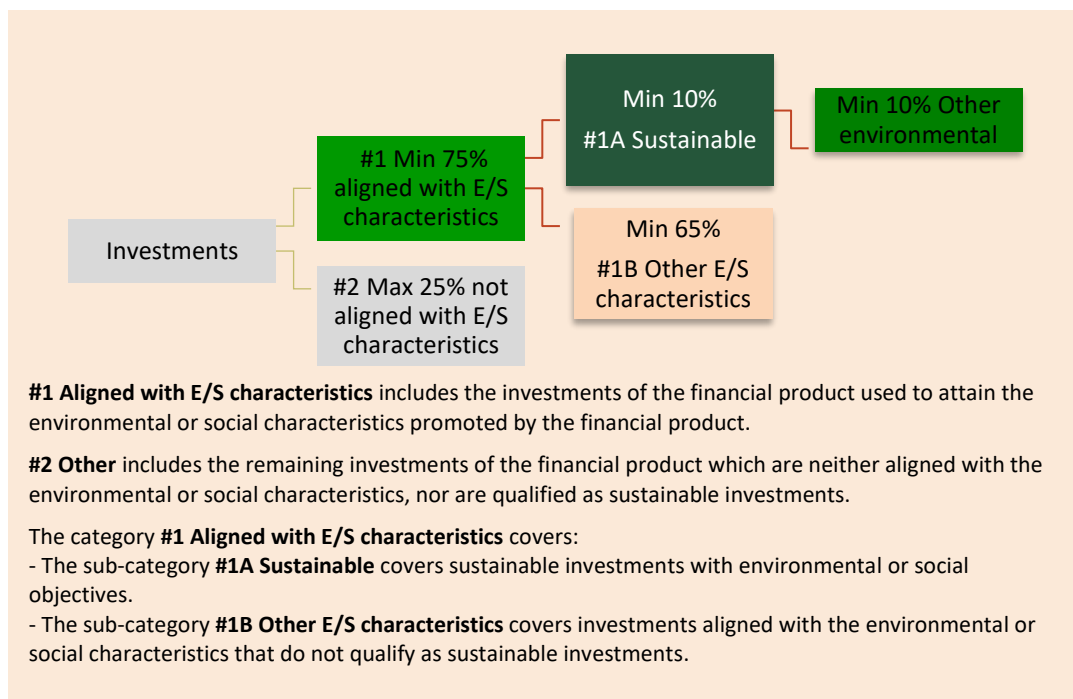 Min 10%
#1A Sustainable
Min 10% Other
environmental
#1 Min 75%
aligned with E/S
characteristics
Investments
Min 65%
#1B Other E/S
characteristics
#2 Max 25% not
aligned with E/S
characteristics
#1 Aligned with E/S characteristics includes the investments of the financial product used to attain the
environmental or social characteristics promoted by the financial product.
#2 Other includes the remaining investments of the financial product which are neither aligned with the
environmental or social characteristics, nor are qualified as sustainable investments.
The category #1 Aligned with E/S characteristics covers:
- The sub-category #1A Sustainable covers sustainable investments with environmental or social
objectives.
- The sub-category #1B Other E/S characteristics covers investments aligned with the environmental or
social characteristics that do not qualify as sustainable investments.